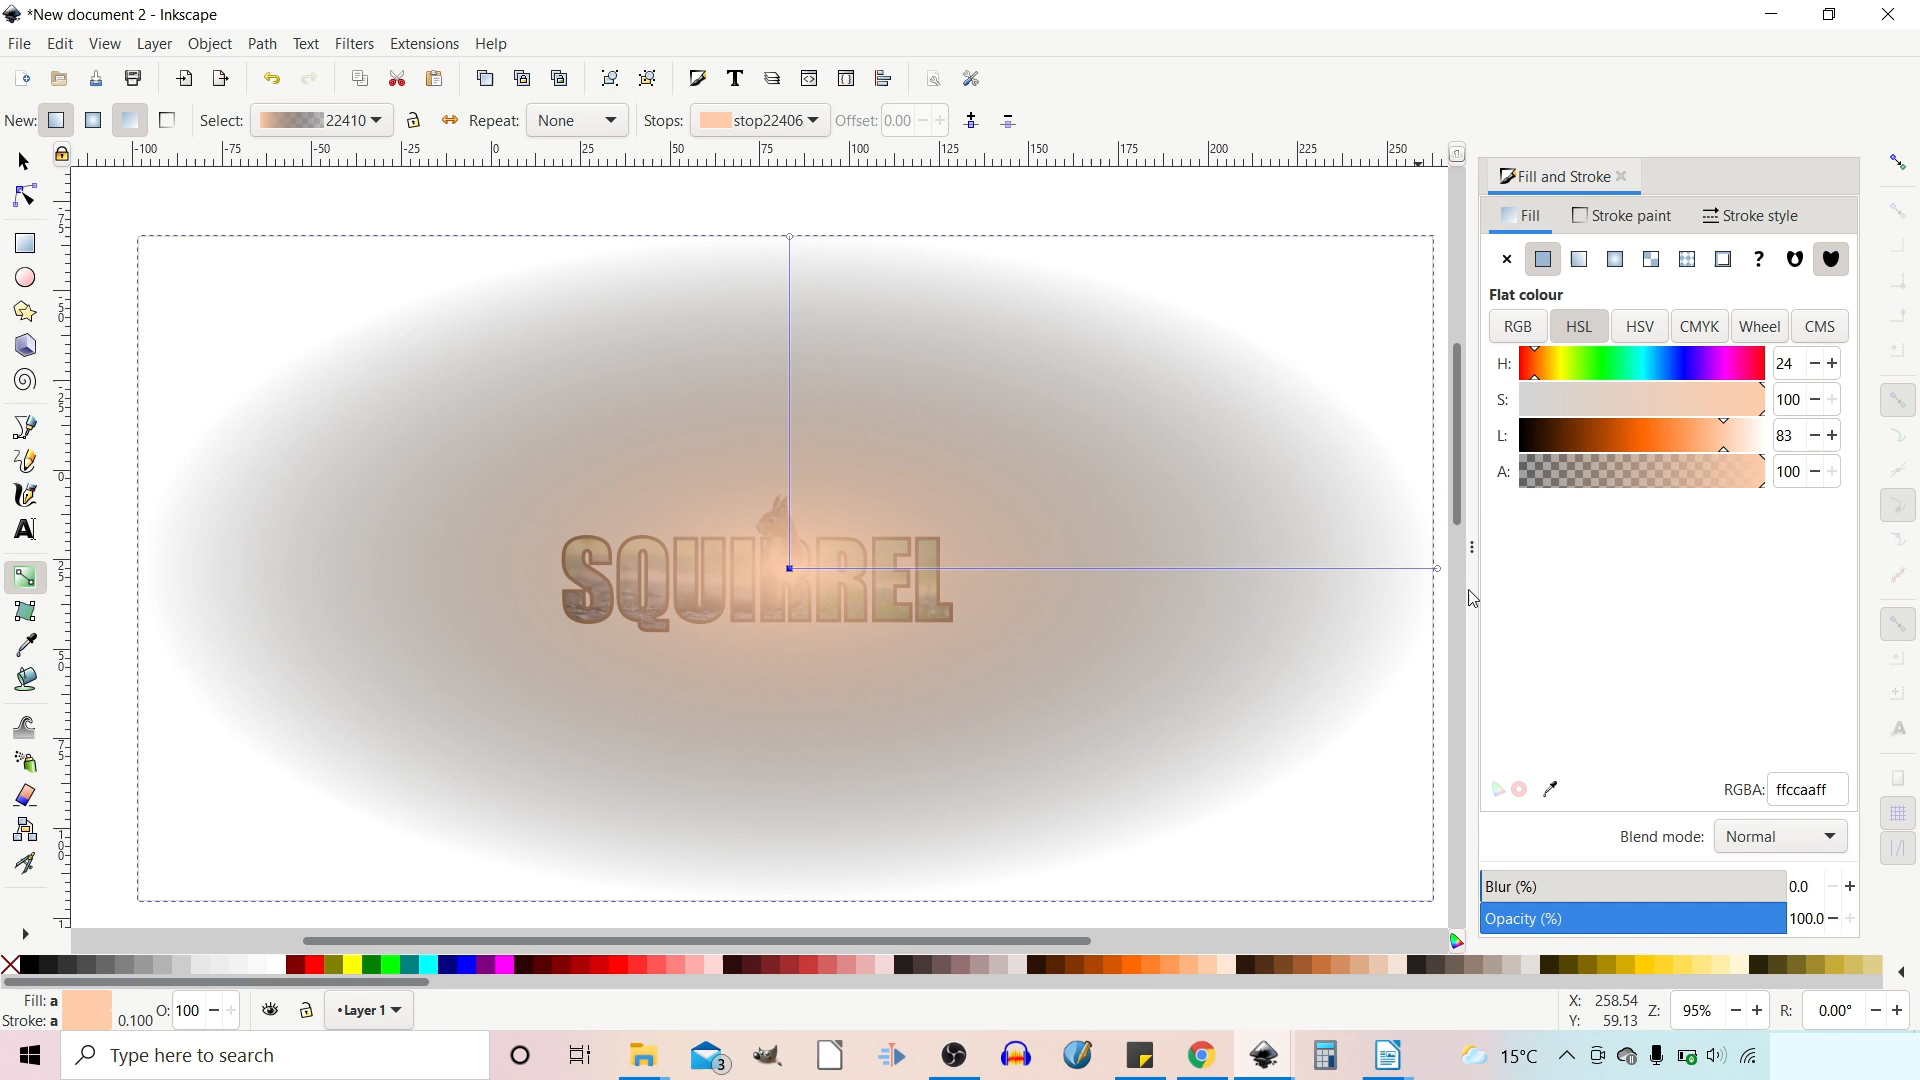 *New document 2 - Inkscape
File Edit View Layer Object Path Text Filters Extensions Help
New: Select: 22410 Repeat: None Stops: stop22406 Offset: 0.00
-100 -75 -50 -25 0 25 50 75 100 125 150 175 200 225 250
Fill and Stroke
Fill Stroke paint Stroke style
Flat colour
RGB HSL HSV CMYK Wheel CMS
H: 24
S: 100
L: 83
A: 100
SQUIRREL
RGBA: ffccaaff
Blend mode: Normal
Blur (%) 0.0
Opacity (%) 100.0
Fill: a
Stroke: a 0.100 O: 100 •Layer 1 X: 258.54 Y: 59.13 Z: 95% R: 0.00°
Type here to search 3 15°C